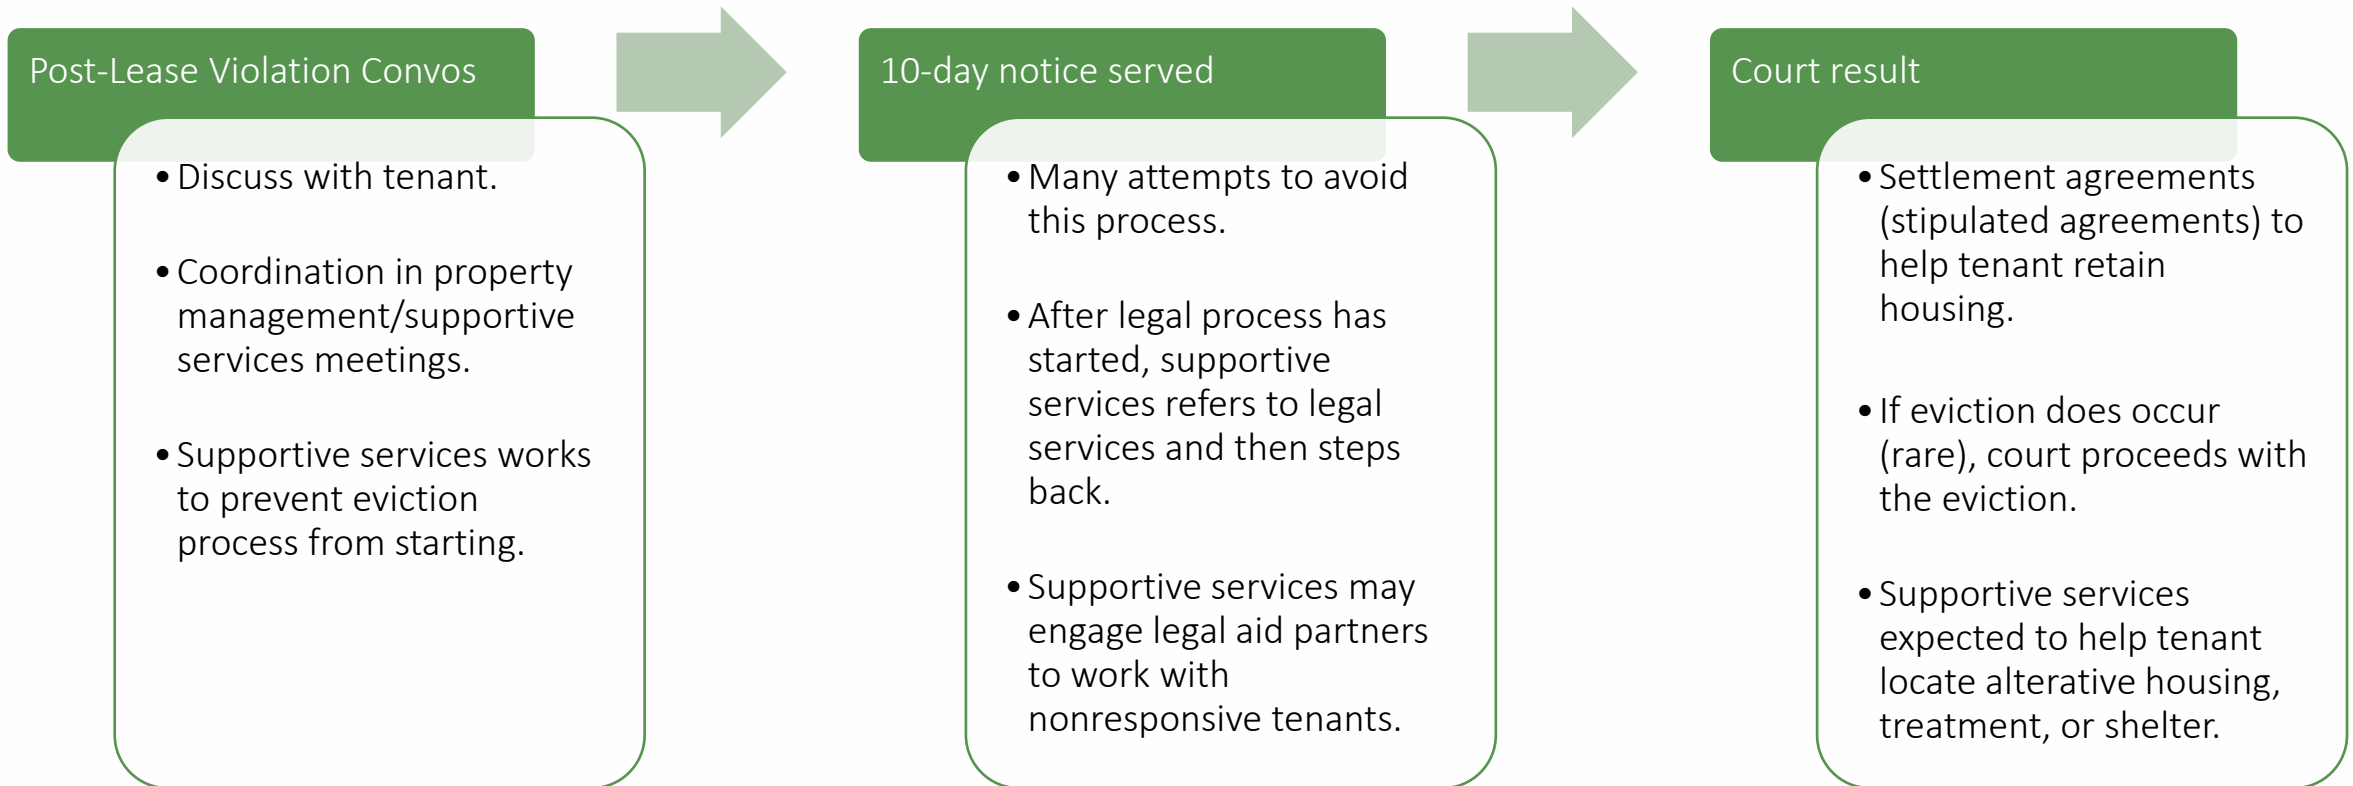 Post-Lease Violation Convos
• Discuss with tenant.
• Coordination in property
management/supportive
services meetings.
• Supportive services works
to prevent eviction
process from starting.
10-day notice served
• Many attempts to avoid
this process.
• After legal process has
started, supportive
services refers to legal
services and then steps
back.
• Supportive services may
engage legal aid partners
to work with
nonresponsive tenants.
Court result
• Settlement agreements
(stipulated agreements) to
help tenant retain
housing.
• If eviction does occur
(rare), court proceeds with
the eviction.
• Supportive services
expected to help tenant
locate alterative housing,
treatment, or shelter.